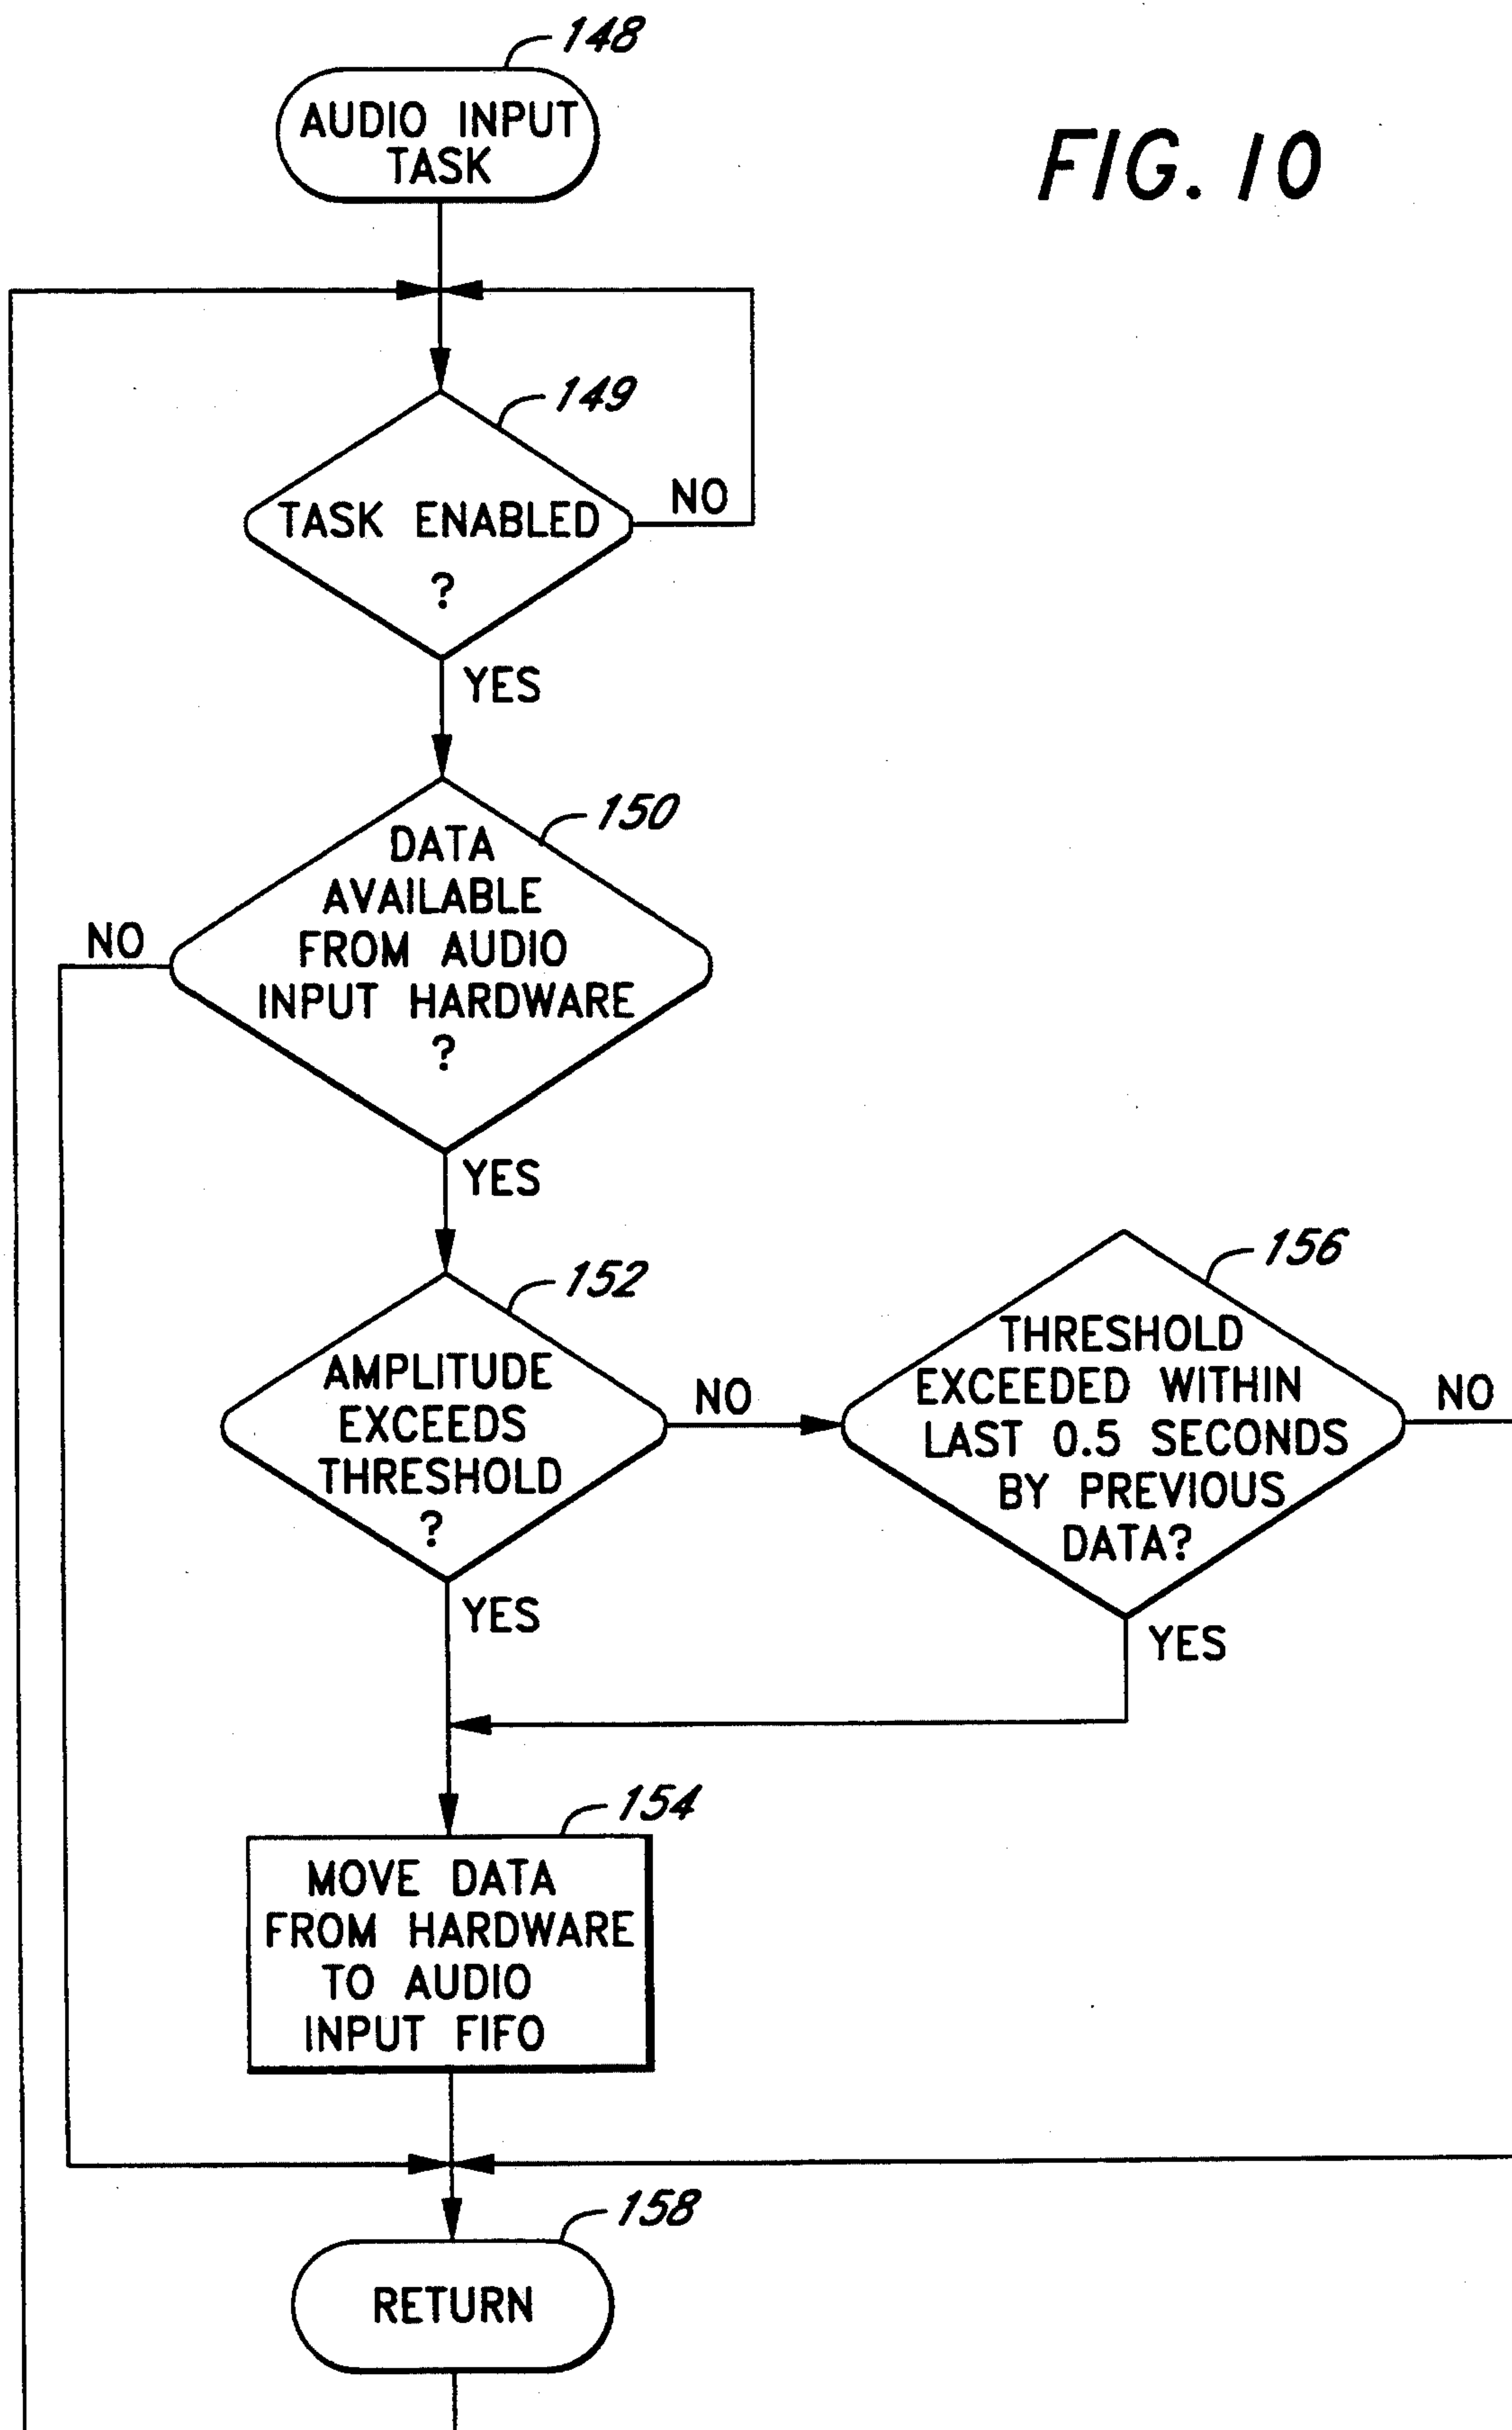 148
AUDIO INPUT
TASK
FIG. 10
149
TASK ENABLED
?
NO
YES
150
DATA
AVAILABLE
FROM AUDIO
INPUT HARDWARE
?
NO
YES
152
AMPLITUDE
EXCEEDS
THRESHOLD
?
NO
YES
156
THRESHOLD
EXCEEDED WITHIN
LAST 0.5 SECONDS
BY PREVIOUS
DATA?
NO
YES
154
MOVE DATA
FROM HARDWARE
TO AUDIO
INPUT FIFO
158
RETURN